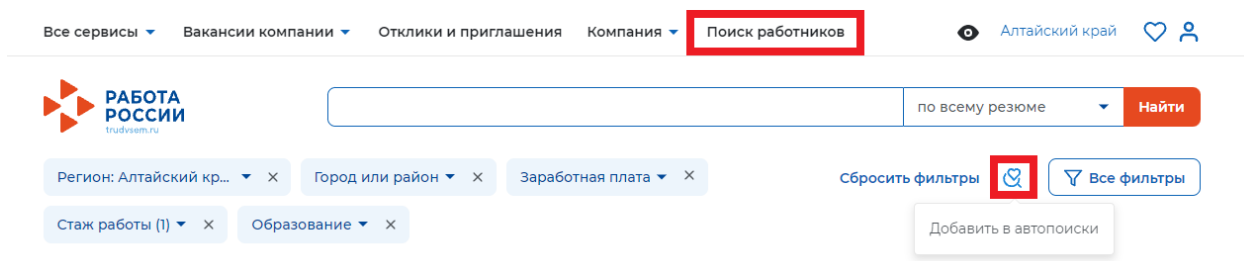 Все сервисы Вакансии компании Отклики и приглашения Компания Поиск работников Алтайский край
РАБОТА
РОССИИ
trudvsem.ru
по всему резюме Найти
Регион: Алтайский кр... Город или район Заработная плата Сбросить фильтры Все фильтры
Стаж работы (1) Образование Добавить в автопоиски